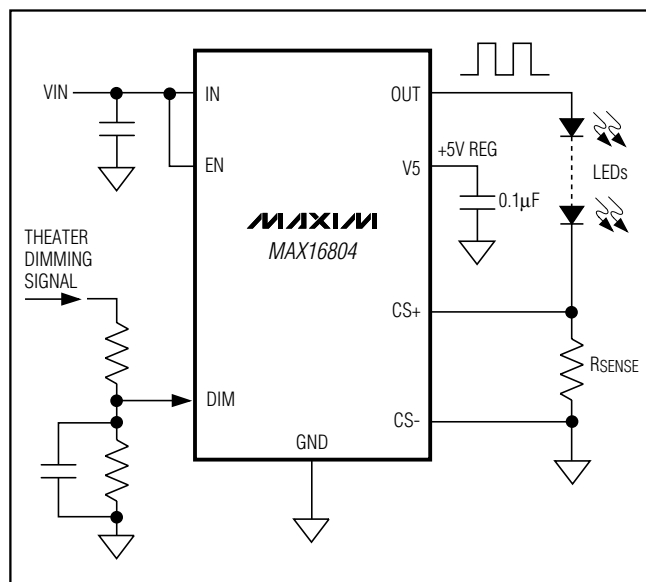 VIN
IN
OUT
EN
V5
+5V REG
0.1µF
LEDs
MAXIM
MAX16804
THEATER
DIMMING
SIGNAL
CS+
RSENSE
DIM
CS-
GND